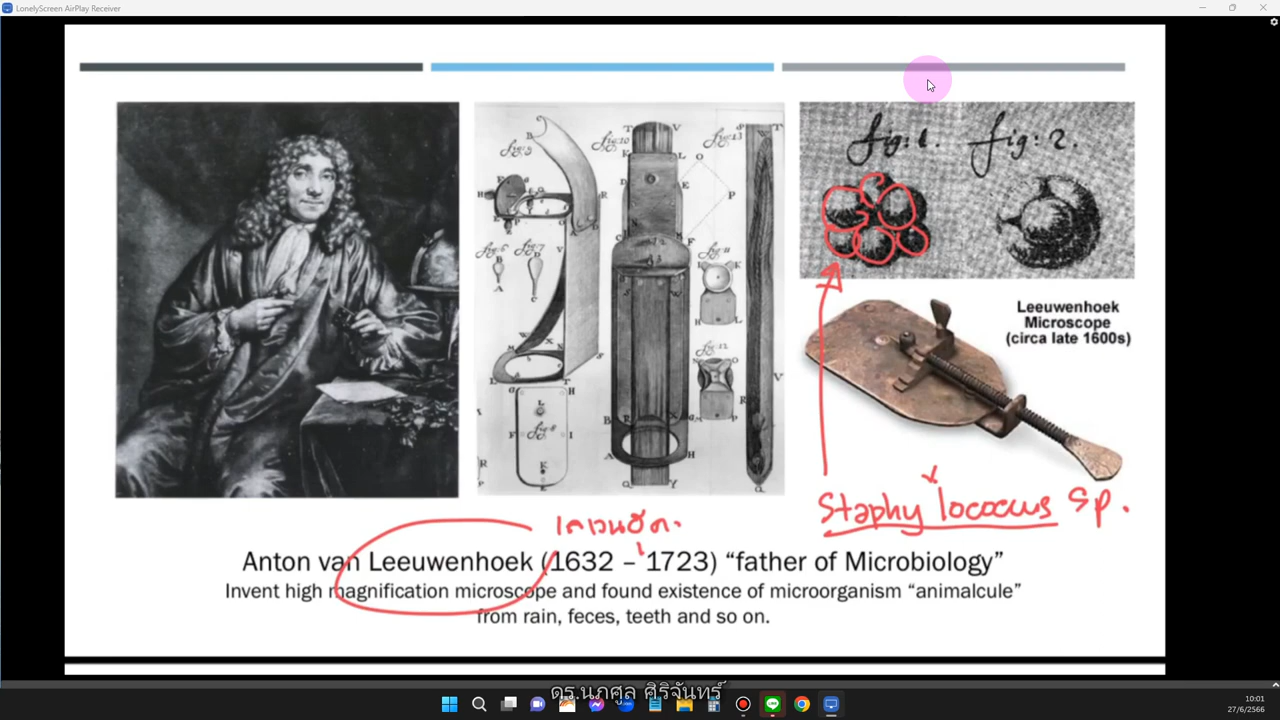 LonelyScreen AirPlay Receiver
fig: 1. fig: 2.
Leeuwenhoek
Microscope
(circa late 1600s)
Staphylococcus sp.
Anton van Leeuwenhoek (1632 – 1723) “father of Microbiology”
Invent high magnification microscope and found existence of microorganism “animalcule”
from rain, feces, teeth and so on.
ดร.นภศูล ศิริจันทร์
10:01
27/6/2566